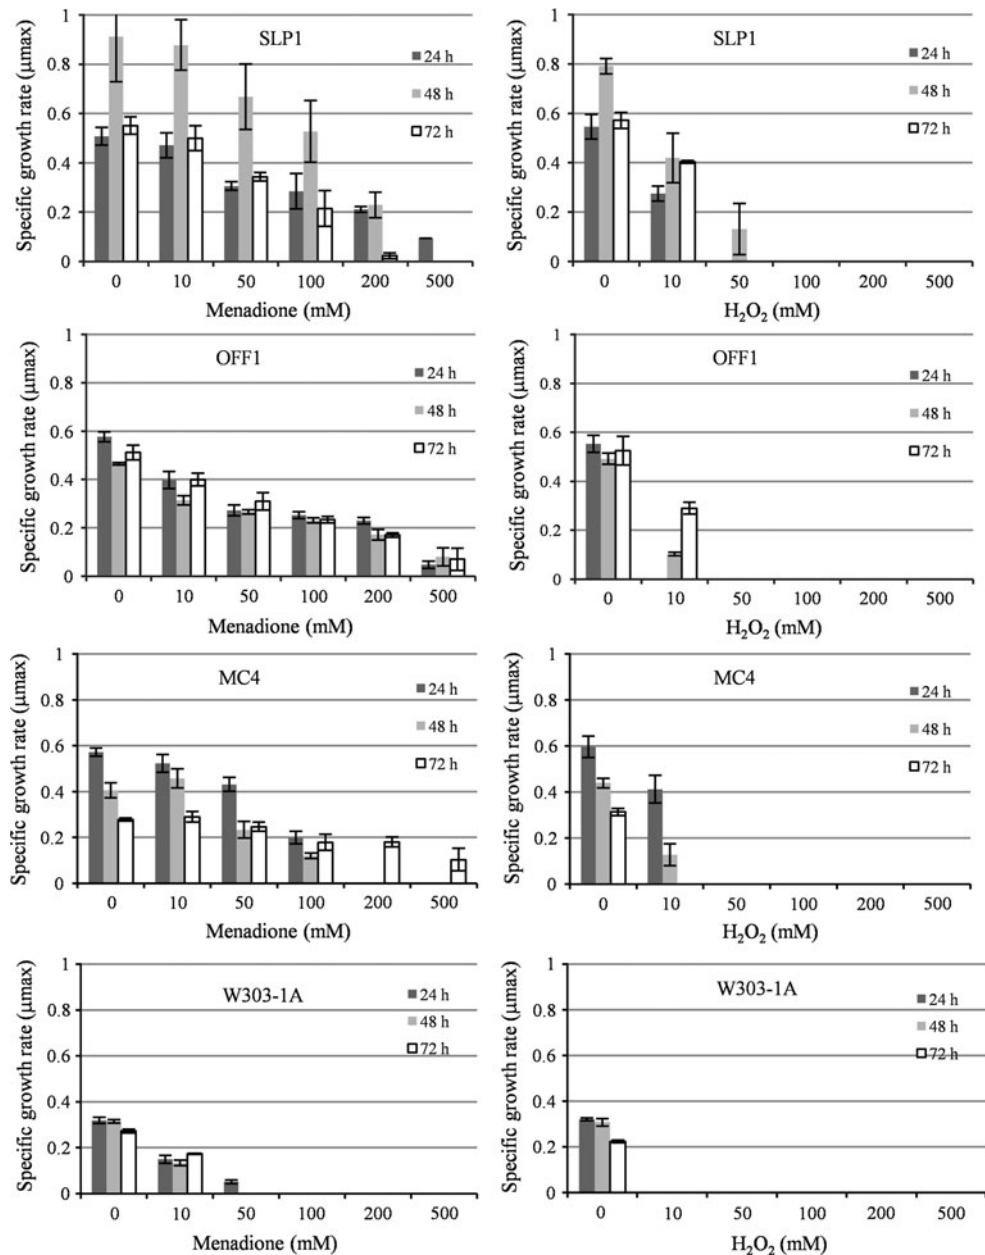 Specific growth rate (μmax)
1
0.8
0.6
0.4
0.2
0
SLP1
24 h
48 h
72 h
0 10 50 100 200 500
Menadione (mM)
Specific growth rate (μmax)
1
0.8
0.6
0.4
0.2
0
SLP1
24 h
48 h
72 h
0 10 50 100 200 500
H₂O₂ (mM)
Specific growth rate (μmax)
1
0.8
0.6
0.4
0.2
0
OFF1
24 h
48 h
72 h
0 10 50 100 200 500
Menadione (mM)
Specific growth rate (μmax)
1
0.8
0.6
0.4
0.2
0
OFF1
24 h
48 h
72 h
0 10 50 100 200 500
H₂O₂ (mM)
Specific growth rate (μmax)
1
0.8
0.6
0.4
0.2
0
MC4
24 h
48 h
72 h
0 10 50 100 200 500
Menadione (mM)
Specific growth rate (μmax)
1
0.8
0.6
0.4
0.2
0
MC4
24 h
48 h
72 h
0 10 50 100 200 500
H₂O₂ (mM)
Specific growth rate (μmax)
1
0.8
0.6
0.4
0.2
0
W303-1A
24 h
48 h
72 h
0 10 50 100 200 500
Menadione (mM)
Specific growth rate (μmax)
1
0.8
0.6
0.4
0.2
0
W303-1A
24 h
48 h
72 h
0 10 50 100 200 500
H₂O₂ (mM)